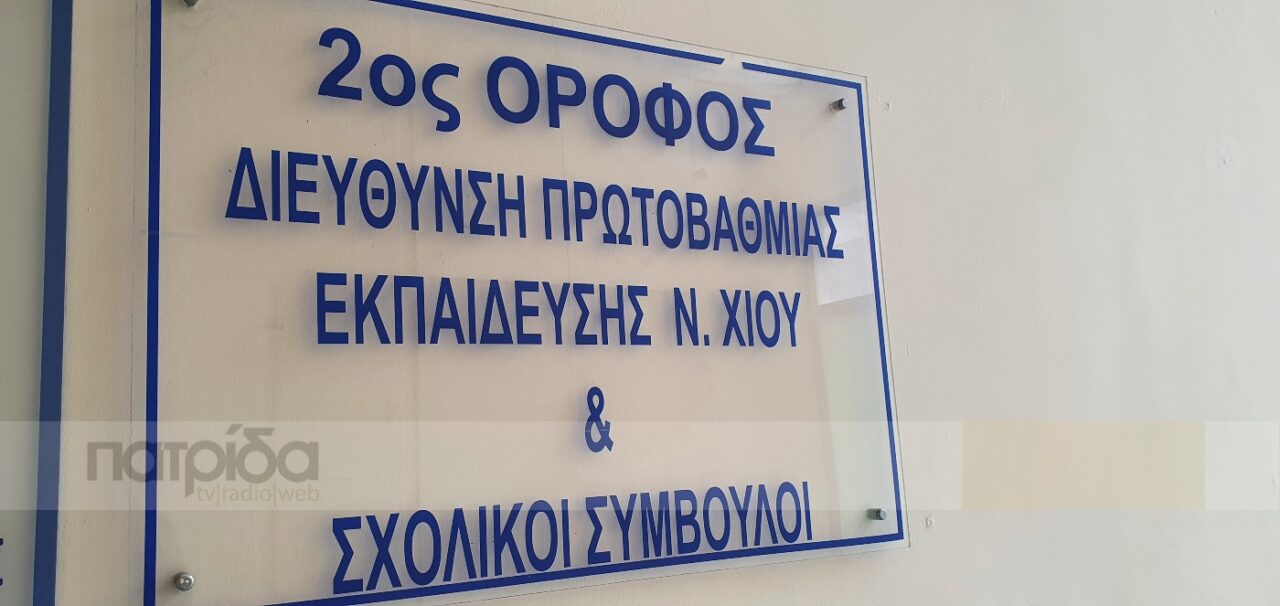 2ος ΟΡΟΦΟΣ
ΔΙΕΥΘΥΝΣΗ ΠΡΩΤΟΒΑΘΜΙΑΣ
ΕΚΠΑΙΔΕΥΣΗΣ Ν. ΧΙΟΥ
&
ΣΧΟΛΙΚΟΙ ΣΥΜΒΟΥΛΟΙ
πατρίδα
tv|radio|web